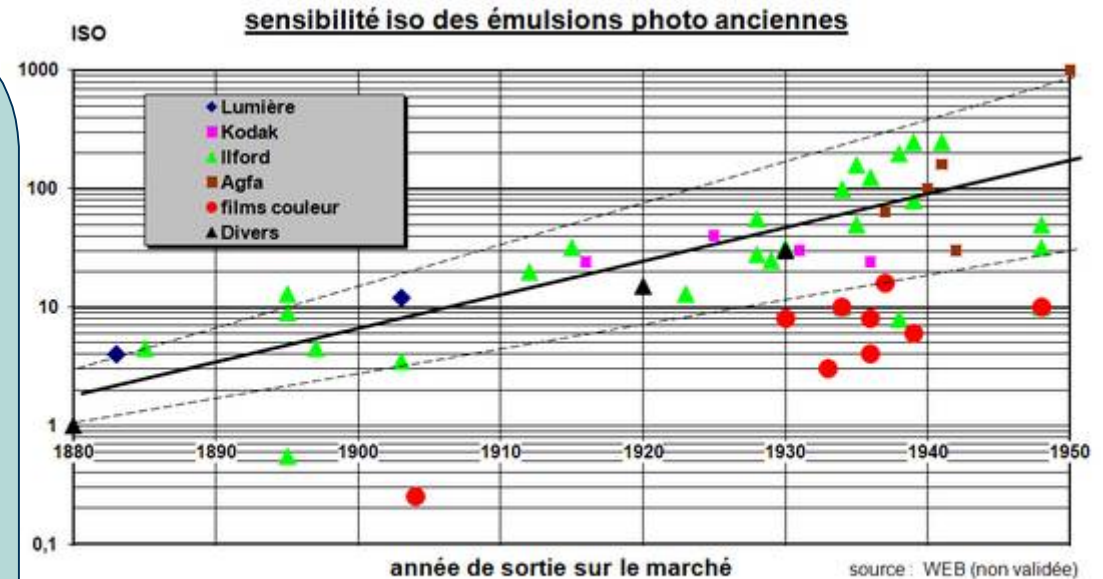 sensibilité iso des émulsions photo anciennes
ISO
1000
Lumière
Kodak
Ilford
Agfa
films couleur
Divers
100
10
1
1880 1890 1900 1910 1920 1930 1940 1950
0,1
année de sortie sur le marché
source : WEB (non validée)